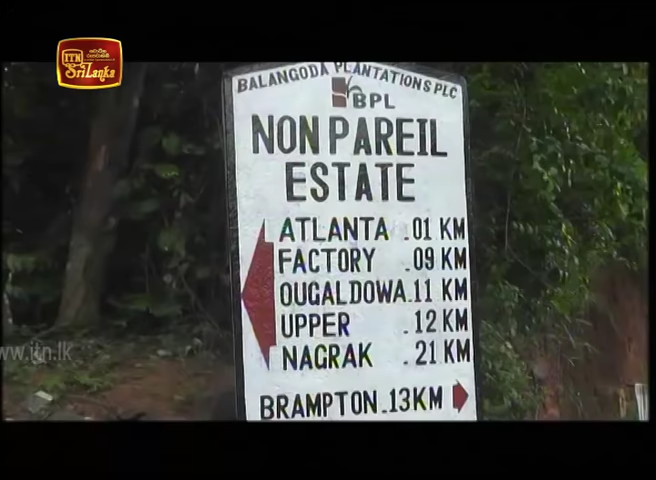 ITN
Sri Lanka
BALANGODA PLANTATIONS PLC
BPL
NON PAREIL
ESTATE
ATLANTA .01 KM
FACTORY .09 KM
OUGALDOWA.11 KM
UPPER .12 KM
NAGRAK .21 KM
BRAMPTON.13KM
www.itn.lk